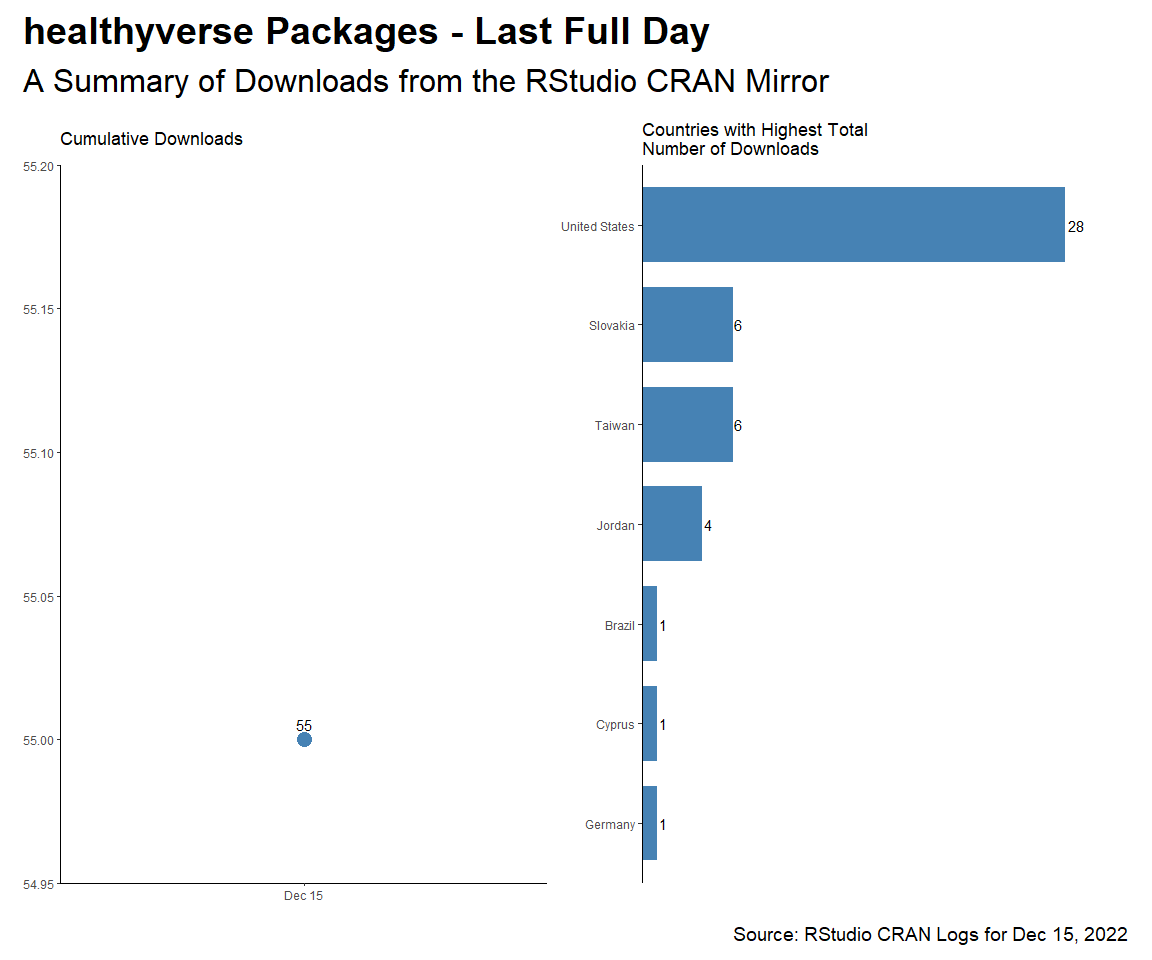 healthyverse Packages - Last Full Day
A Summary of Downloads from the RStudio CRAN Mirror
Cumulative Downloads
55.20
55.15
55.10
55.05
55.00
54.95
55
Dec 15
Countries with Highest Total
Number of Downloads
United States 28
Slovakia 6
Taiwan 6
Jordan 4
Brazil 1
Cyprus 1
Germany 1
Source: RStudio CRAN Logs for Dec 15, 2022